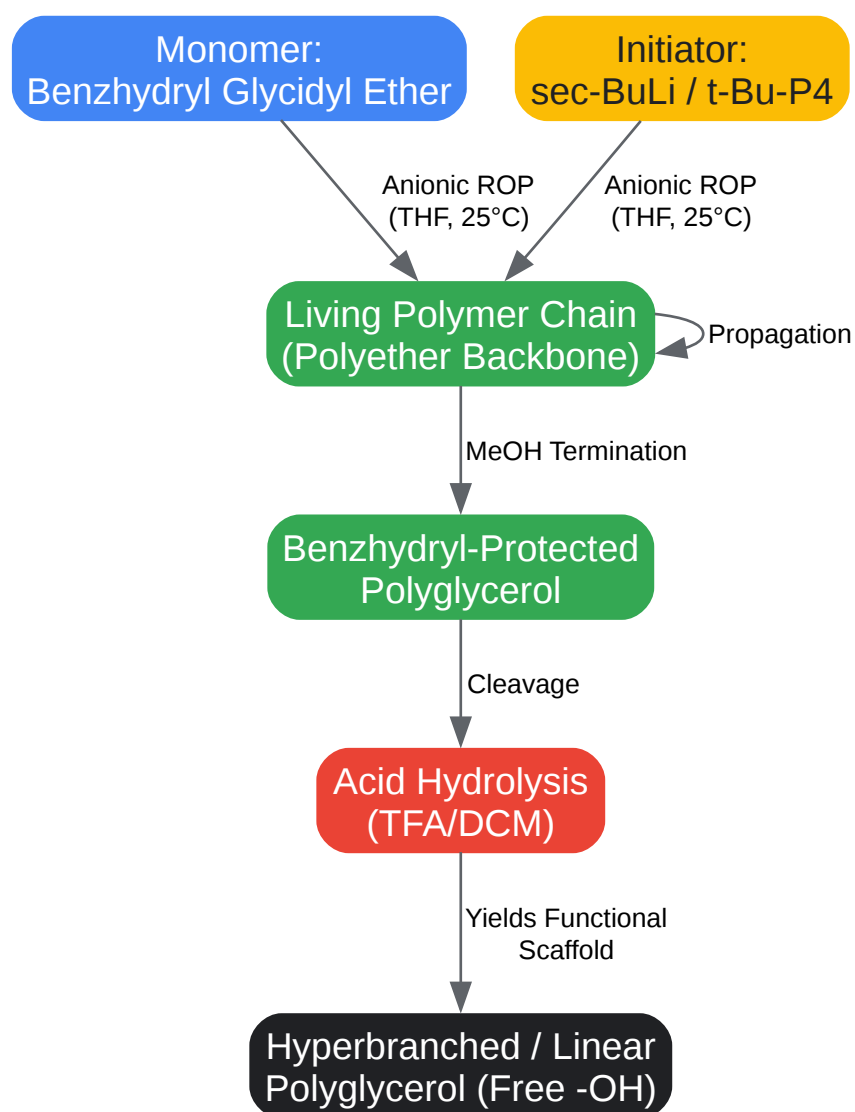 Monomer:
Benzhydryl Glycidyl Ether
Initiator:
sec-BuLi / t-Bu-P4
Anionic ROP
(THF, 25°C)
Anionic ROP
(THF, 25°C)
Living Polymer Chain
(Polyether Backbone)
Propagation
MeOH Termination
Benzhydryl-Protected
Polyglycerol
Cleavage
Acid Hydrolysis
(TFA/DCM)
Yields Functional
Scaffold
Hyperbranched / Linear
Polyglycerol (Free -OH)